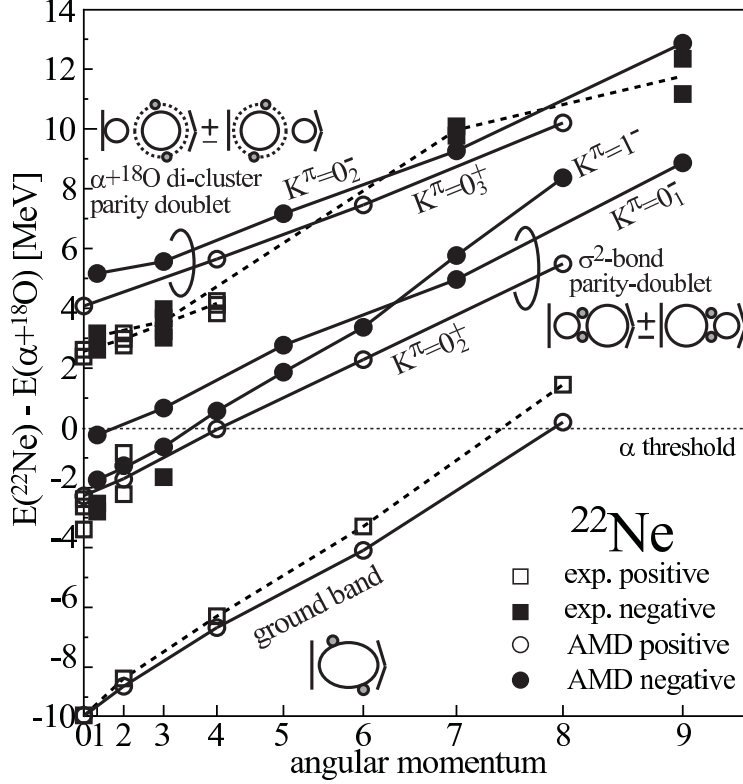 14
12
10
8
6
4
2
0
-2
-4
-6
-8
-10
E(²²Ne) - E(α+¹⁸O) [MeV]
| ⟩ ± | ⟩
α+¹⁸O di-cluster
parity doublet
Kπ=0₂⁻
Kπ=0₃⁺
Kπ=1⁻
Kπ=0₁⁻
σ²-bond
parity-doublet
| ⟩ ± | ⟩
Kπ=0₂⁺
α threshold
ground band
| ⟩
²²Ne
exp. positive
exp. negative
AMD positive
AMD negative
0 1 2 3 4 5 6 7 8 9
angular momentum